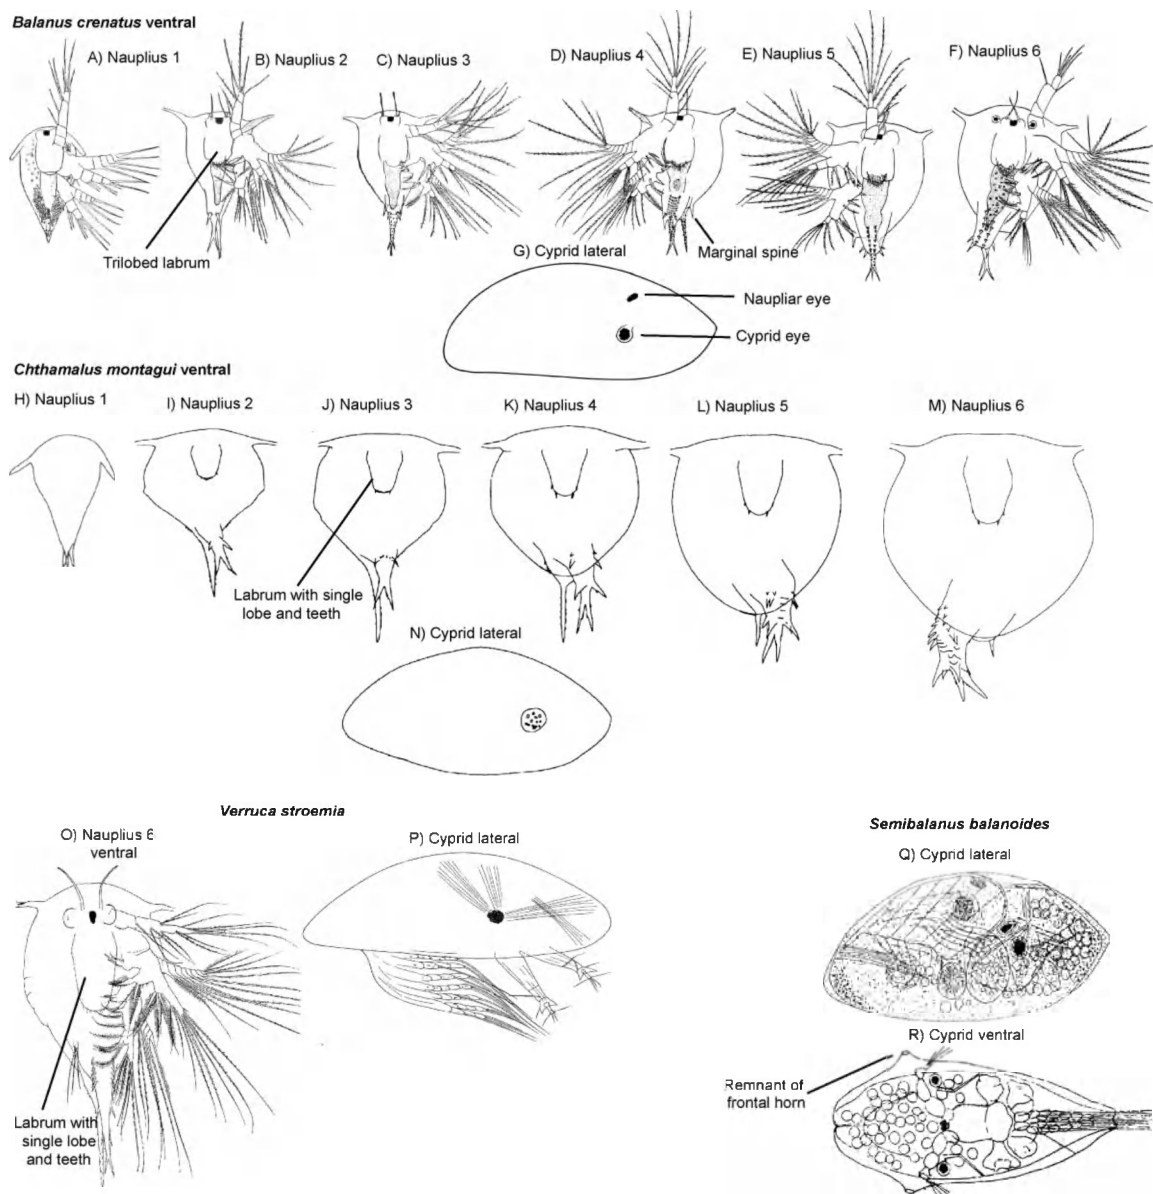 Balanus crenatus ventral
A) Nauplius 1
B) Nauplius 2
C) Nauplius 3
D) Nauplius 4
E) Nauplius 5
F) Nauplius 6
Trilobed labrum
Marginal spine
G) Cyprid lateral
Naupliar eye
Cyprid eye
Chthamalus montagui ventral
H) Nauplius 1
I) Nauplius 2
J) Nauplius 3
K) Nauplius 4
L) Nauplius 5
M) Nauplius 6
Labrum with single
lobe and teeth
N) Cyprid lateral
Verruca stroemia
O) Nauplius 6
ventral
P) Cyprid lateral
Labrum with
single lobe
and teeth
Semibalanus balanoides
Q) Cyprid lateral
R) Cyprid ventral
Remnant of
frontal horn